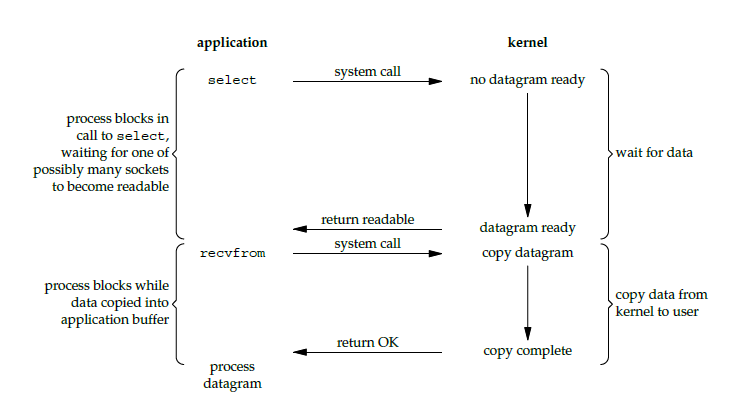 application
kernel
select
system call
no datagram ready
process blocks in
call to select,
waiting for one of
possibly many sockets
to become readable
wait for data
return readable
datagram ready
recvfrom
system call
copy datagram
process blocks while
data copied into
application buffer
copy data from
kernel to user
return OK
copy complete
process
datagram